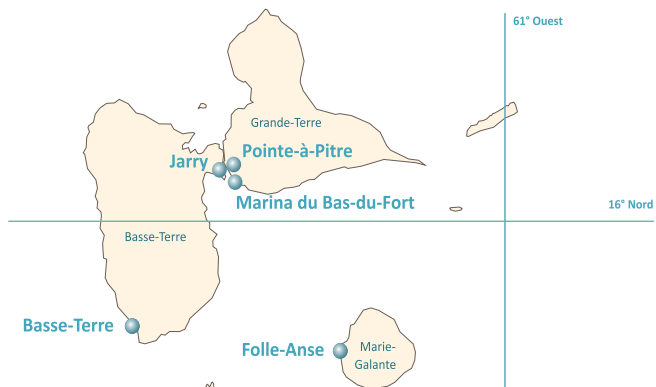 61° Ouest
Grande-Terre
Pointe-à-Pitre
Jarry
Marina du Bas-du-Fort
16° Nord
Basse-Terre
Basse-Terre
Folle-Anse
Marie-
Galante